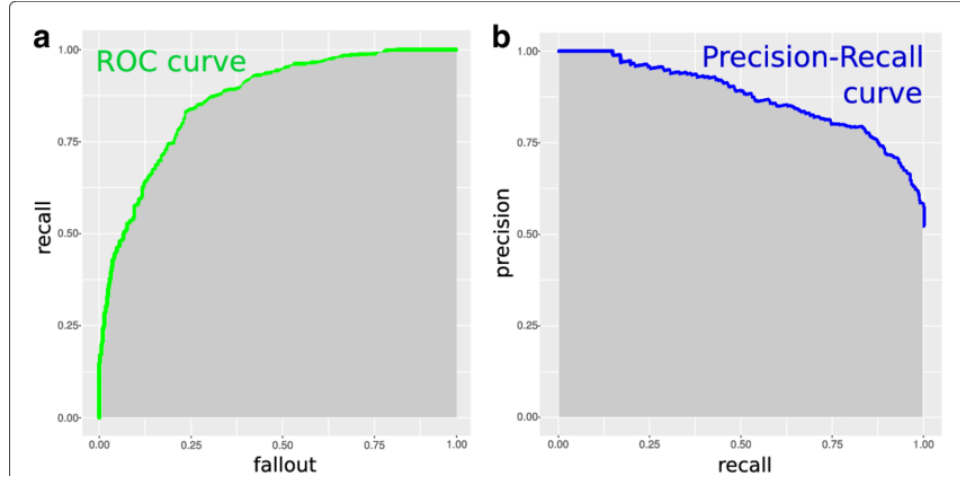 a
ROC curve
1.00
0.75
0.50
0.25
0.00
recall
0.00 0.25 0.50 0.75 1.00
fallout
b
Precision-Recall
curve
1.00
0.75
0.50
0.25
0.00
precision
0.00 0.25 0.50 0.75 1.00
recall